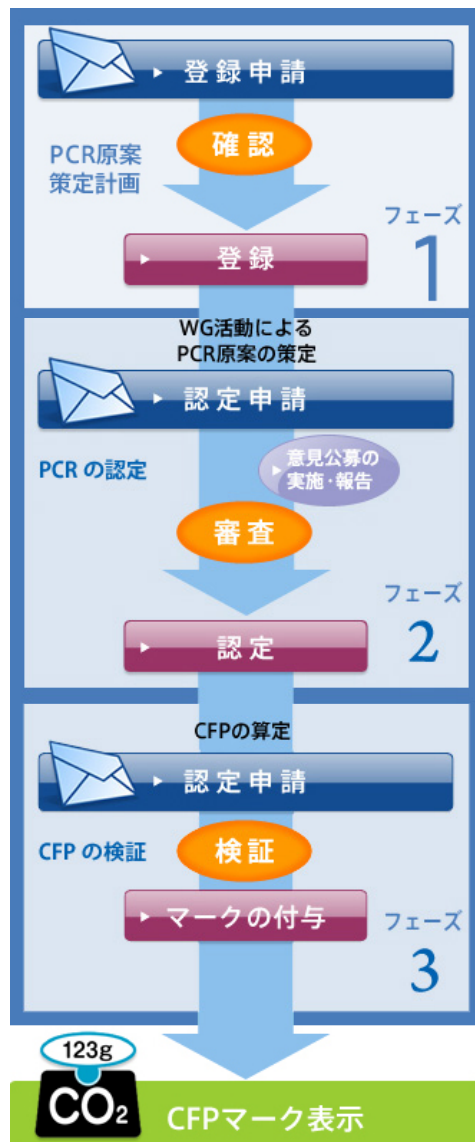 登録申請
確認
PCR原案
策定計画
フェーズ
1
登録
WG活動による
PCR原案の策定
認定申請
PCR の認定
意見公募の
実施・報告
審査
フェーズ
2
認定
CFPの算定
認定申請
CFP の検証
検証
マークの付与
フェーズ
3
123g
CO2
CFPマーク表示